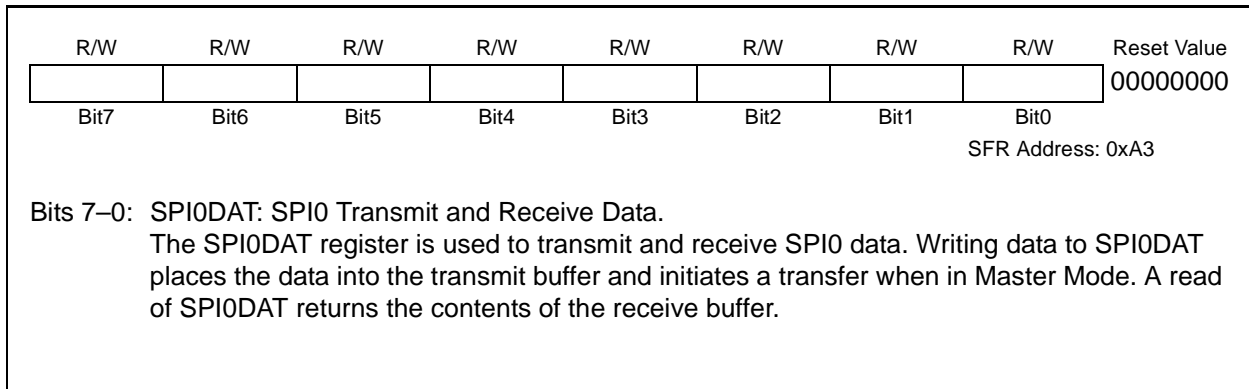 R/W R/W R/W R/W R/W R/W R/W R/W Reset Value
00000000
Bit7 Bit6 Bit5 Bit4 Bit3 Bit2 Bit1 Bit0
SFR Address: 0xA3
Bits 7–0: SPI0DAT: SPI0 Transmit and Receive Data.
The SPI0DAT register is used to transmit and receive SPI0 data. Writing data to SPI0DAT
places the data into the transmit buffer and initiates a transfer when in Master Mode. A read
of SPI0DAT returns the contents of the receive buffer.